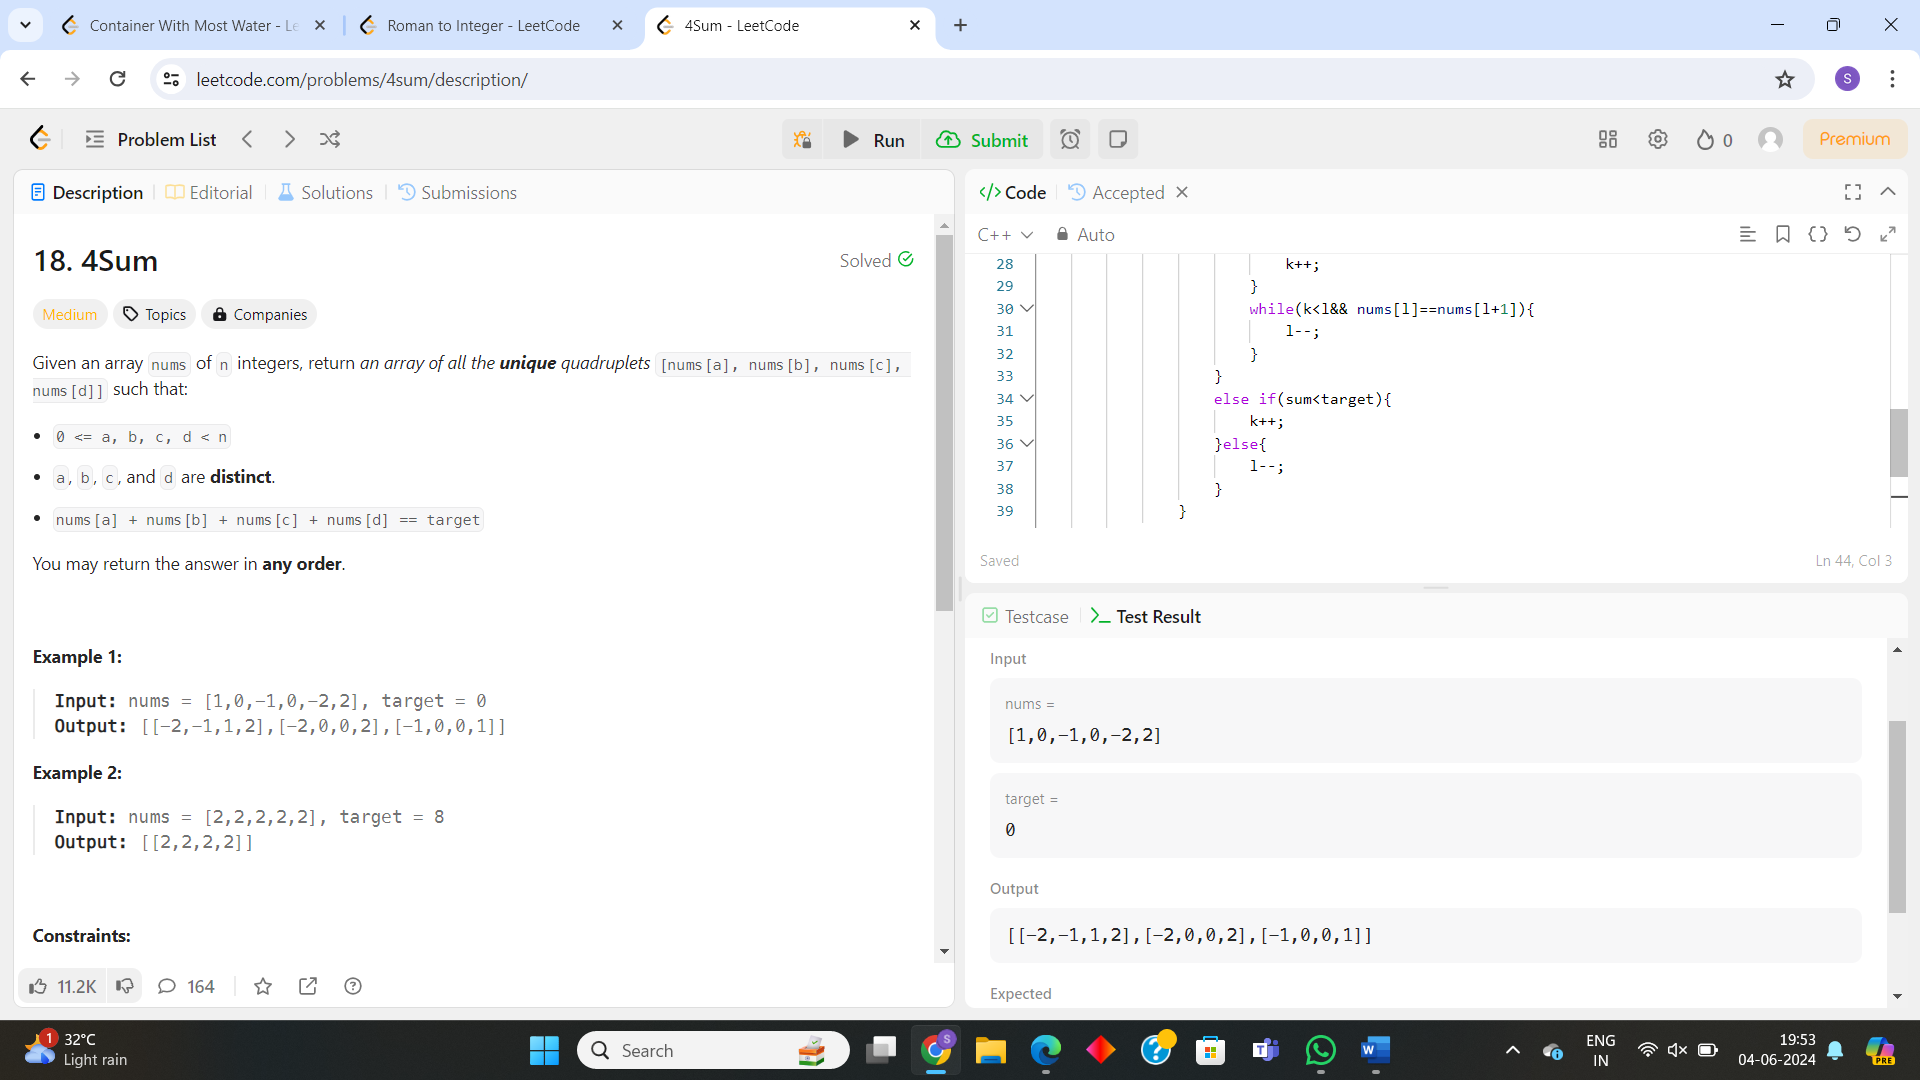 Container With Most Water - Le
Roman to Integer - LeetCode
4Sum - LeetCode
leetcode.com/problems/4sum/description/
S
Problem List
Run
Submit
0
Premium
Description
Editorial
Solutions
Submissions
18. 4Sum
Solved
Medium
Topics
Companies
Given an array nums of n integers, return an array of all the unique quadruplets [nums[a], nums[b], nums[c],
nums[d]] such that:
• 0 <= a, b, c, d < n
• a, b, c, and d are distinct.
• nums[a] + nums[b] + nums[c] + nums[d] == target
You may return the answer in any order.
Example 1:
Input: nums = [1,0,-1,0,-2,2], target = 0
Output: [[-2,-1,1,2],[-2,0,0,2],[-1,0,0,1]]
Example 2:
Input: nums = [2,2,2,2,2], target = 8
Output: [[2,2,2,2]]
Constraints:
11.2K
164
</> Code
Accepted
C++
Auto
28 k++;
29 }
30 while(k<l&& nums[l]==nums[l+1]){
31 l--;
32 }
33 }
34 else if(sum<target){
35 k++;
36 }else{
37 l--;
38 }
39 }
Saved
Ln 44, Col 3
Testcase
Test Result
Input
nums =
[1,0,-1,0,-2,2]
target =
0
Output
[[-2,-1,1,2],[-2,0,0,2],[-1,0,0,1]]
Expected
1
32°C
Light rain
Search
S
ENG
IN
19:53
04-06-2024
PRE